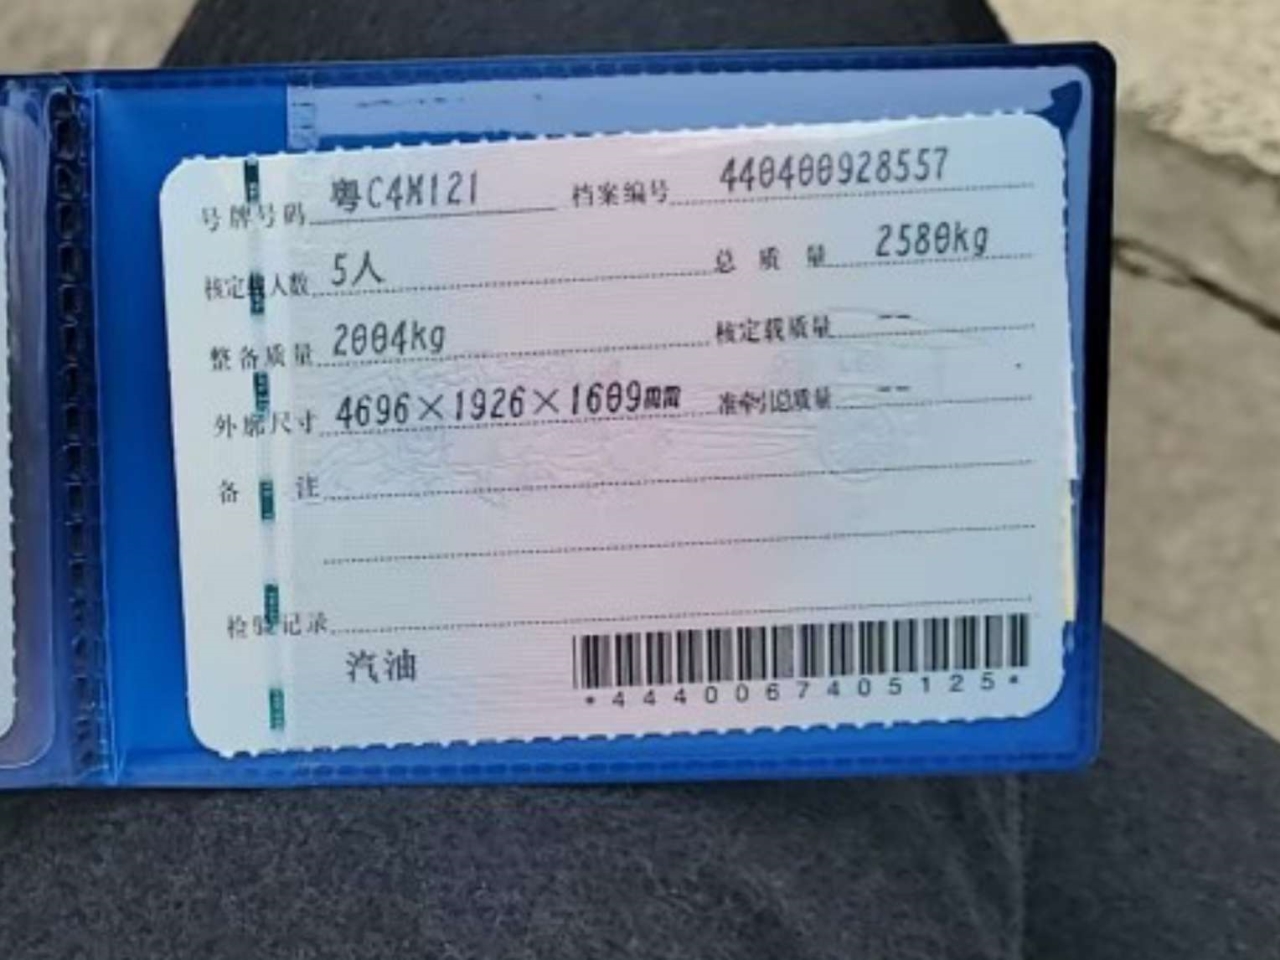 号牌号码 粤C4M121 档案编号 440400928557
核定载人数 5人 总质量 2580kg
整备质量 2004kg 核定载质量 --
外廓尺寸 4696×1926×1609mm 准牵引总质量 --
备注
检验记录
汽油
*4440067405125*